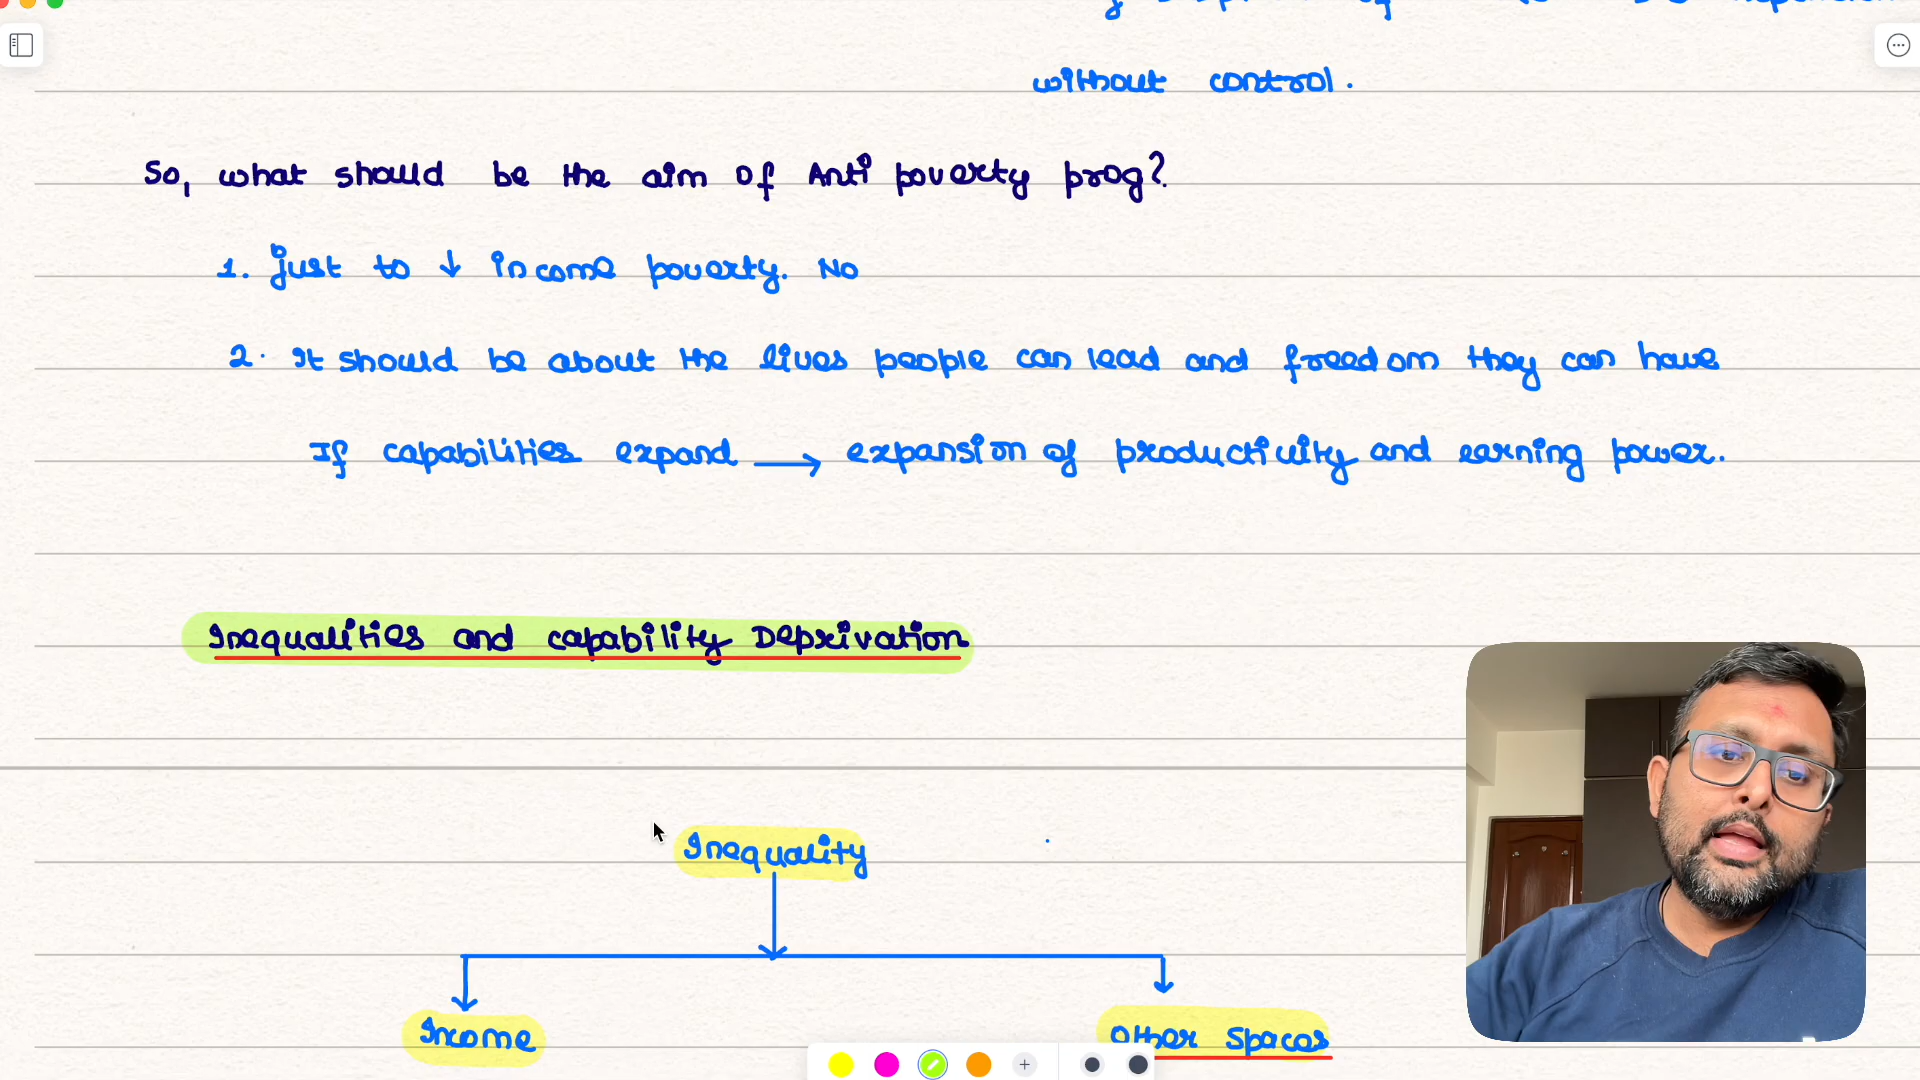 without control.
So, what should be the aim of Anti poverty prog?
1. just to ↓ income poverty. No
2. It should be about the lives people can lead and freedom they can have
If capabilities expand → expansion of productivity and earning power.
Inequalities and capability Deprivation
Inequality
Income
Other Spaces